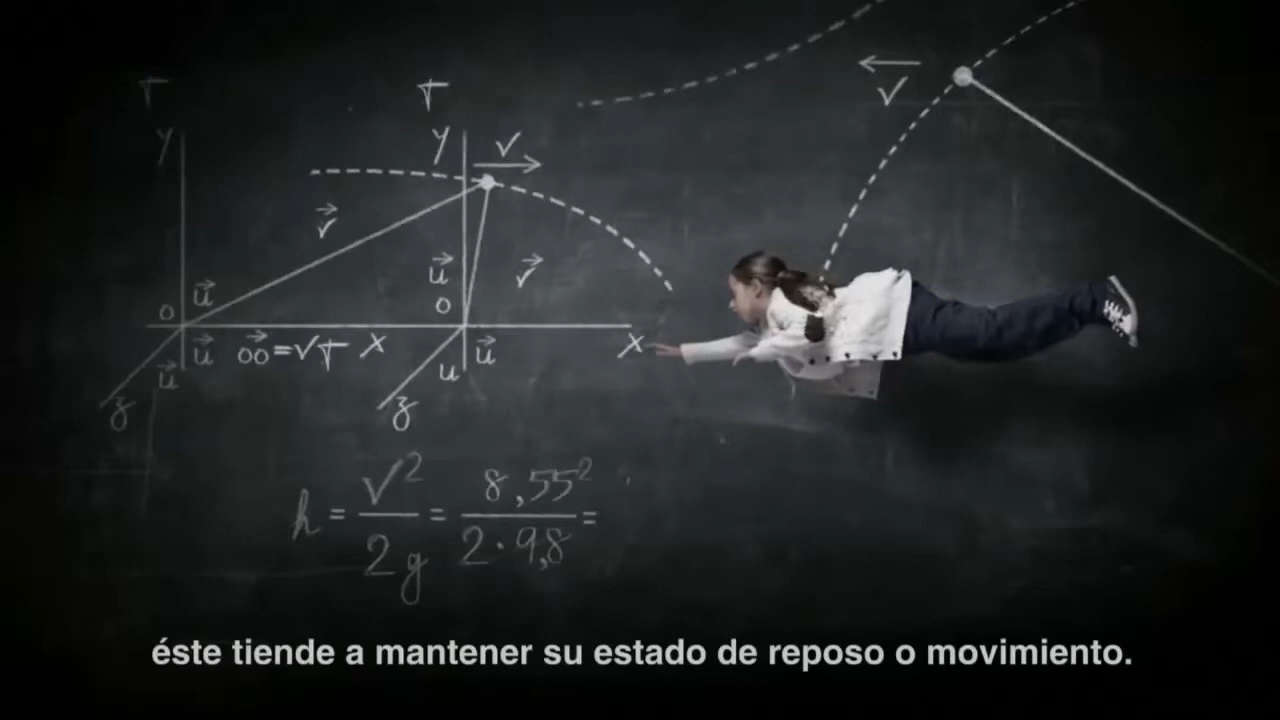 T T
y y v
v
r
u u r
o o
u oo=vT X u X
u u
z z
h = v² / 2g = 8,55² / 2·9,8 =
éste tiende a mantener su estado de reposo o movimiento.